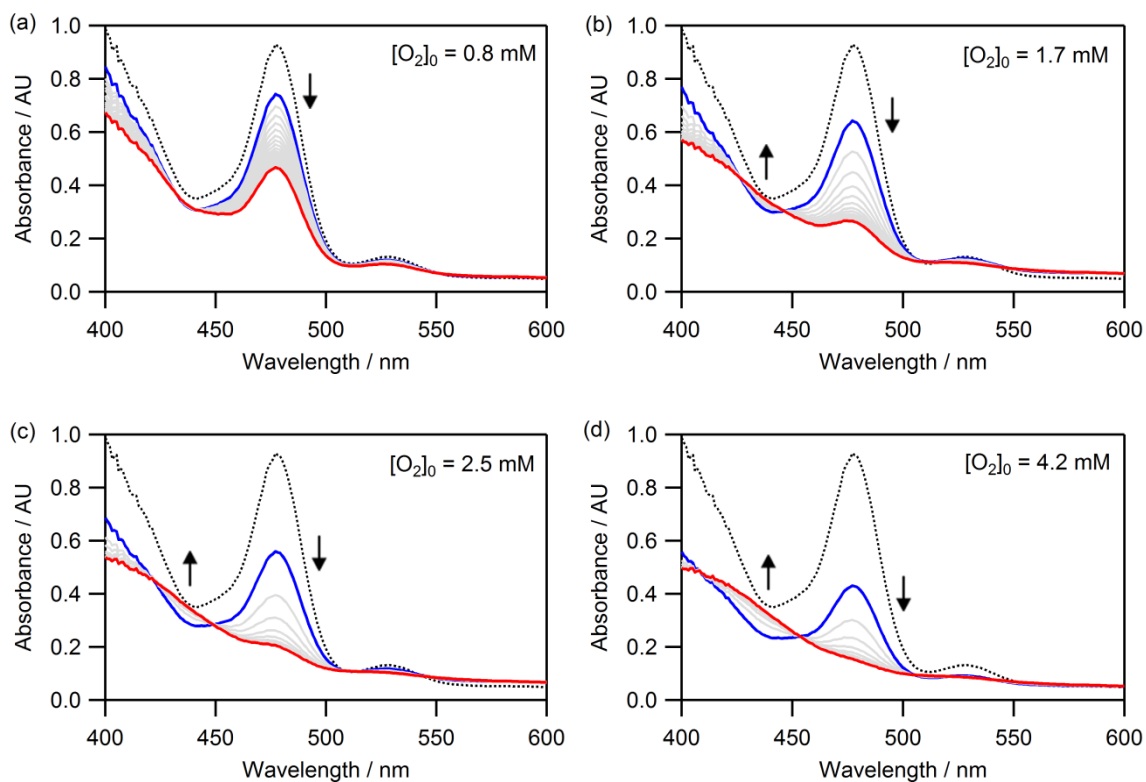 (a)
[O₂]₀ = 0.8 mM
Absorbance / AU
1.0
0.8
0.6
0.4
0.2
0.0
400
450
500
550
600
Wavelength / nm
(b)
[O₂]₀ = 1.7 mM
Absorbance / AU
1.0
0.8
0.6
0.4
0.2
0.0
400
450
500
550
600
Wavelength / nm
(c)
[O₂]₀ = 2.5 mM
Absorbance / AU
1.0
0.8
0.6
0.4
0.2
0.0
400
450
500
550
600
Wavelength / nm
(d)
[O₂]₀ = 4.2 mM
Absorbance / AU
1.0
0.8
0.6
0.4
0.2
0.0
400
450
500
550
600
Wavelength / nm